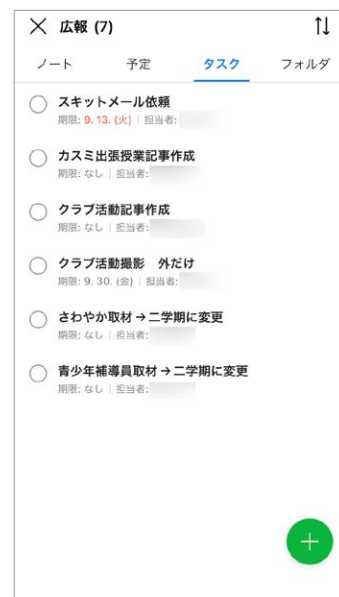 広報 (7)
ノート 予定 タスク フォルダ
スキットメール依頼
期限: 9. 13. (火) | 担当者:
カスミ出張授業記事作成
期限: なし | 担当者:
クラブ活動記事作成
期限: なし | 担当者:
クラブ活動撮影 外だけ
期限: 9. 30. (金) | 担当者:
さわやか取材→二学期に変更
期限: なし | 担当者:
青少年補導員取材→二学期に変更
期限: なし | 担当者: